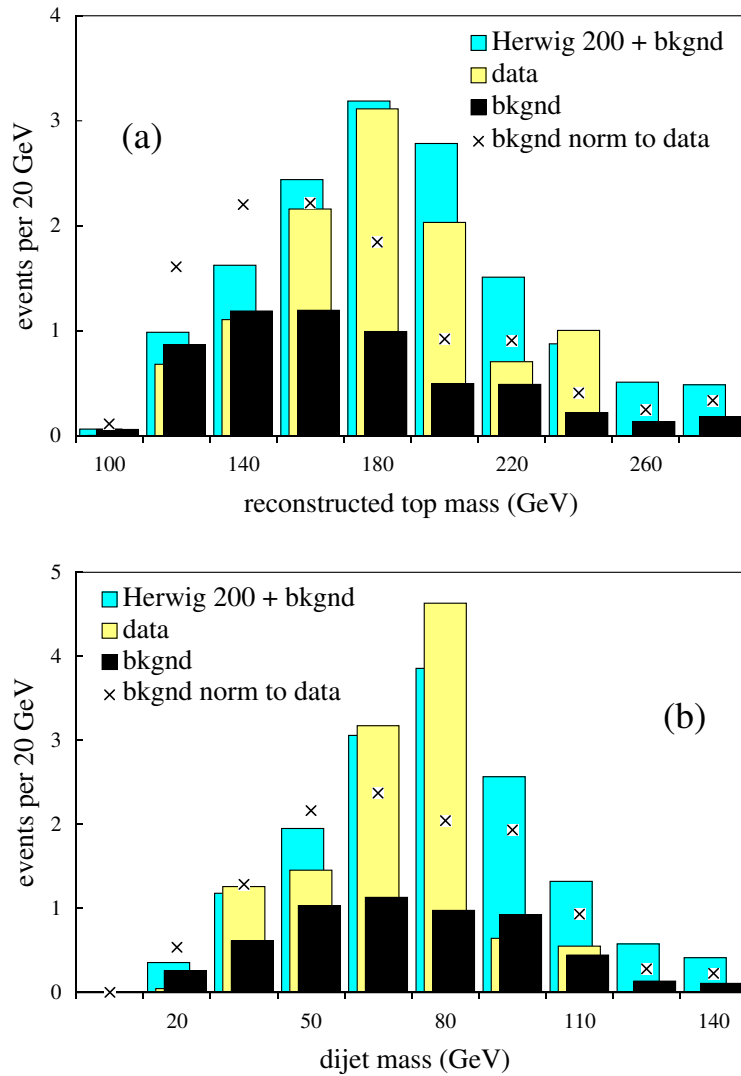 4
Herwig 200 + bkgnd
data
(a)
bkgnd
3
× bkgnd norm to data
2
1
0
events per 20 GeV
100 140 180 220 260
reconstructed top mass (GeV)
5
Herwig 200 + bkgnd
data
bkgnd
4
× bkgnd norm to data
(b)
3
2
1
0
events per 20 GeV
20 50 80 110 140
dijet mass (GeV)